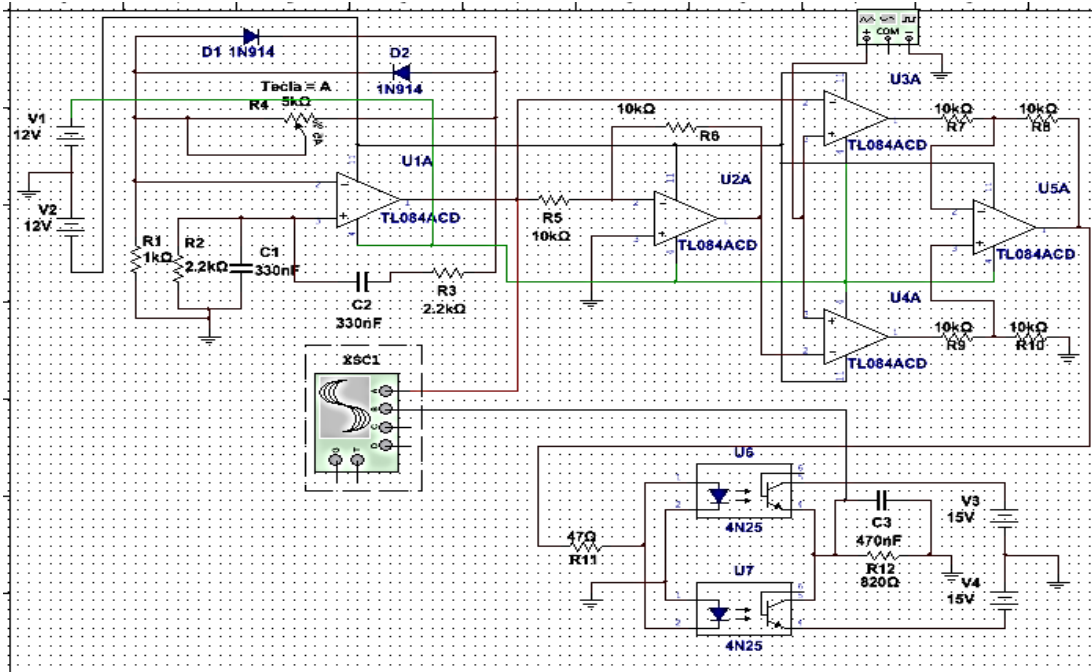 COM
U3A
D1 1N914
D2
1N914
Tecla = A
5kΩ
R4
10kΩ
R6
10kΩ
R7
10kΩ
R8
V1
12V
U1A
TL084ACD
U2A
TL084ACD
TL084ACD
U5A
TL084ACD
V2
12V
R5
10kΩ
R1
1kΩ
R2
2.2kΩ
C1
330nF
C2
330nF
R3
2.2kΩ
U4A
TL084ACD
10kΩ
R9
10kΩ
R10
XSC1
A
B
C
D
G
T
U6
4N25
C3
470nF
R12
820Ω
V3
15V
47Ω
R11
U7
4N25
V4
15V